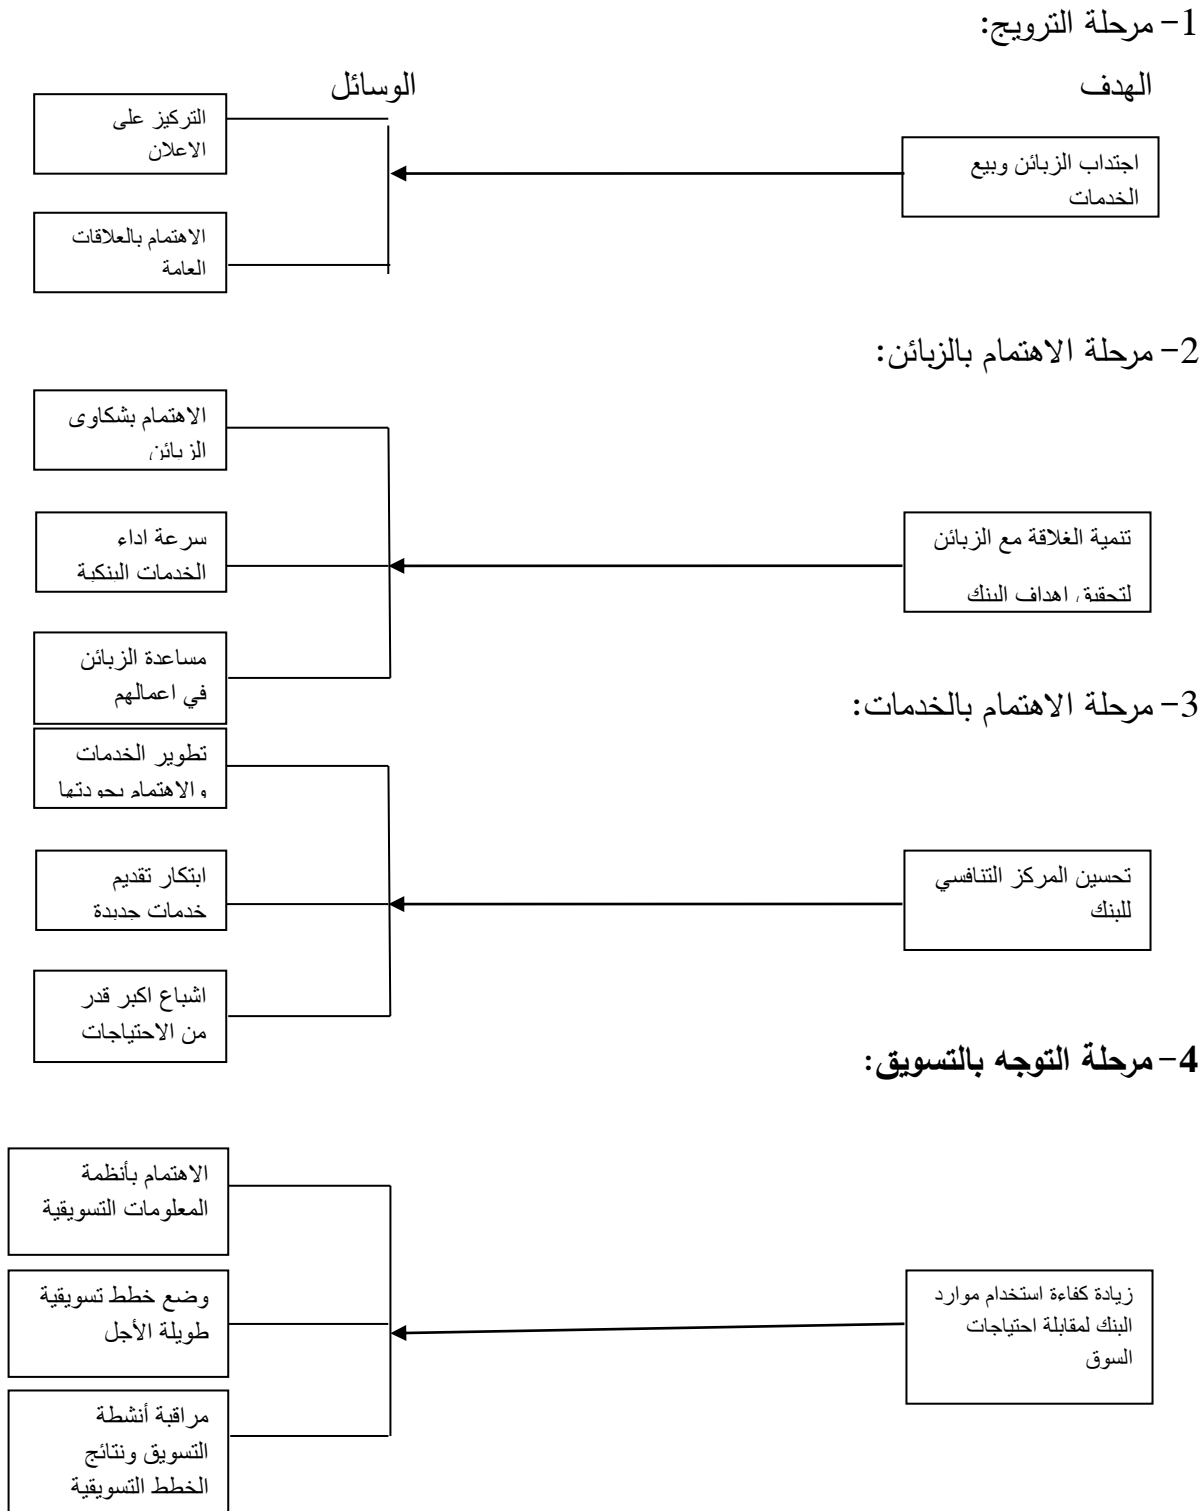 1- مرحلة الترويج:
الهدف
الوسائل
اجتداب الزبائن وبيع
الخدمات
التركيز على
الاعلان
الاهتمام بالعلاقات
العامة
2- مرحلة الاهتمام بالزبائن:
تنمية الغلاقة مع الزبائن
لتحقيق اهداف البنك
الاهتمام بشكاوى
الزبائن
سرعة اداء
الخدمات البنكية
مساعدة الزبائن
في اعمالهم
3- مرحلة الاهتمام بالخدمات:
تحسين المركز التنافسي
للبنك
تطوير الخدمات
والاهتمام بجودتها
ابتكار تقديم
خدمات جديدة
اشباع اكبر قدر
من الاحتياجات
4- مرحلة التوجه بالتسويق:
زيادة كفاءة استخدام موارد
البنك لمقابلة احتياجات
السوق
الاهتمام بأنظمة
المعلومات التسويقية
وضع خطط تسويقية
طويلة الأجل
مراقبة أنشطة
التسويق ونتائج
الخطط التسويقية